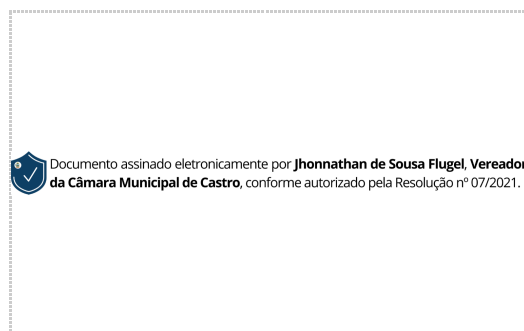 Documento assinado eletronicamente por Jhonnathan de Sousa Flugel, Vereador
da Câmara Municipal de Castro, conforme autorizado pela Resolução nº 07/2021.